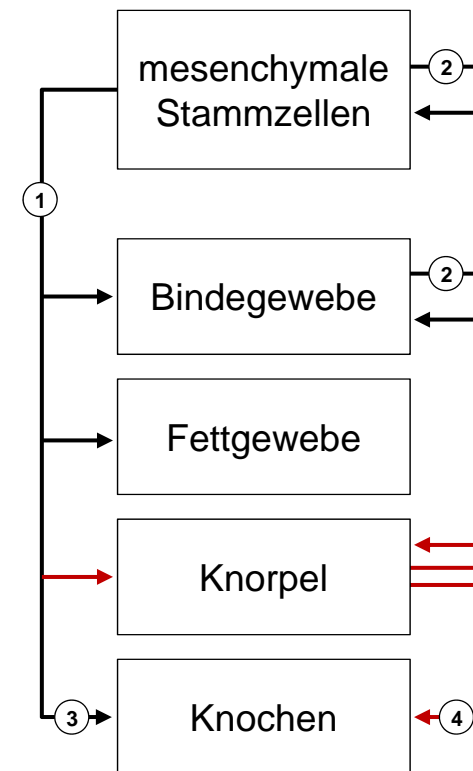 mesenchymale
Stammzellen
2
1
Bindegewebe
2
Fettgewebe
Knorpel
3
Knochen
4